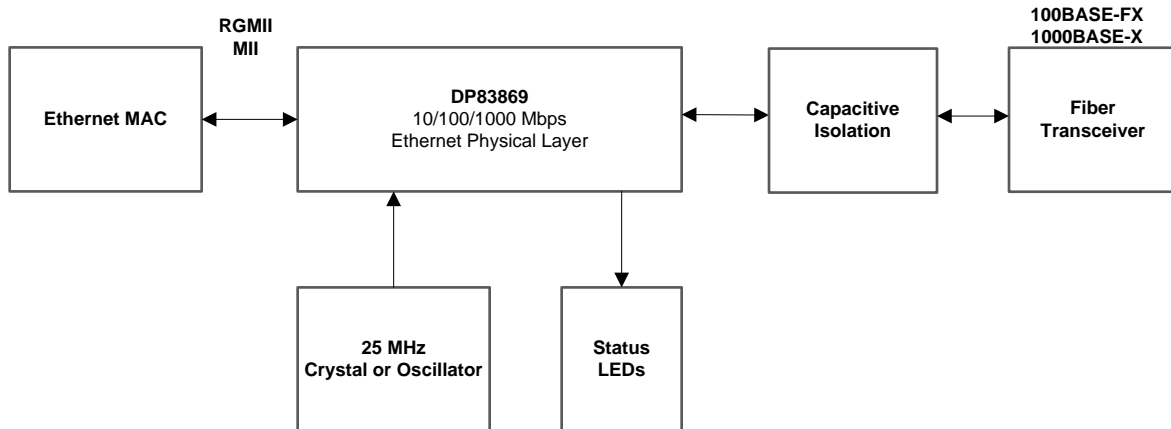 RGMII
MII
100BASE-FX
1000BASE-X
Ethernet MAC
DP83869
10/100/1000 Mbps
Ethernet Physical Layer
Capacitive
Isolation
Fiber
Transceiver
25 MHz
Crystal or Oscillator
Status
LEDs